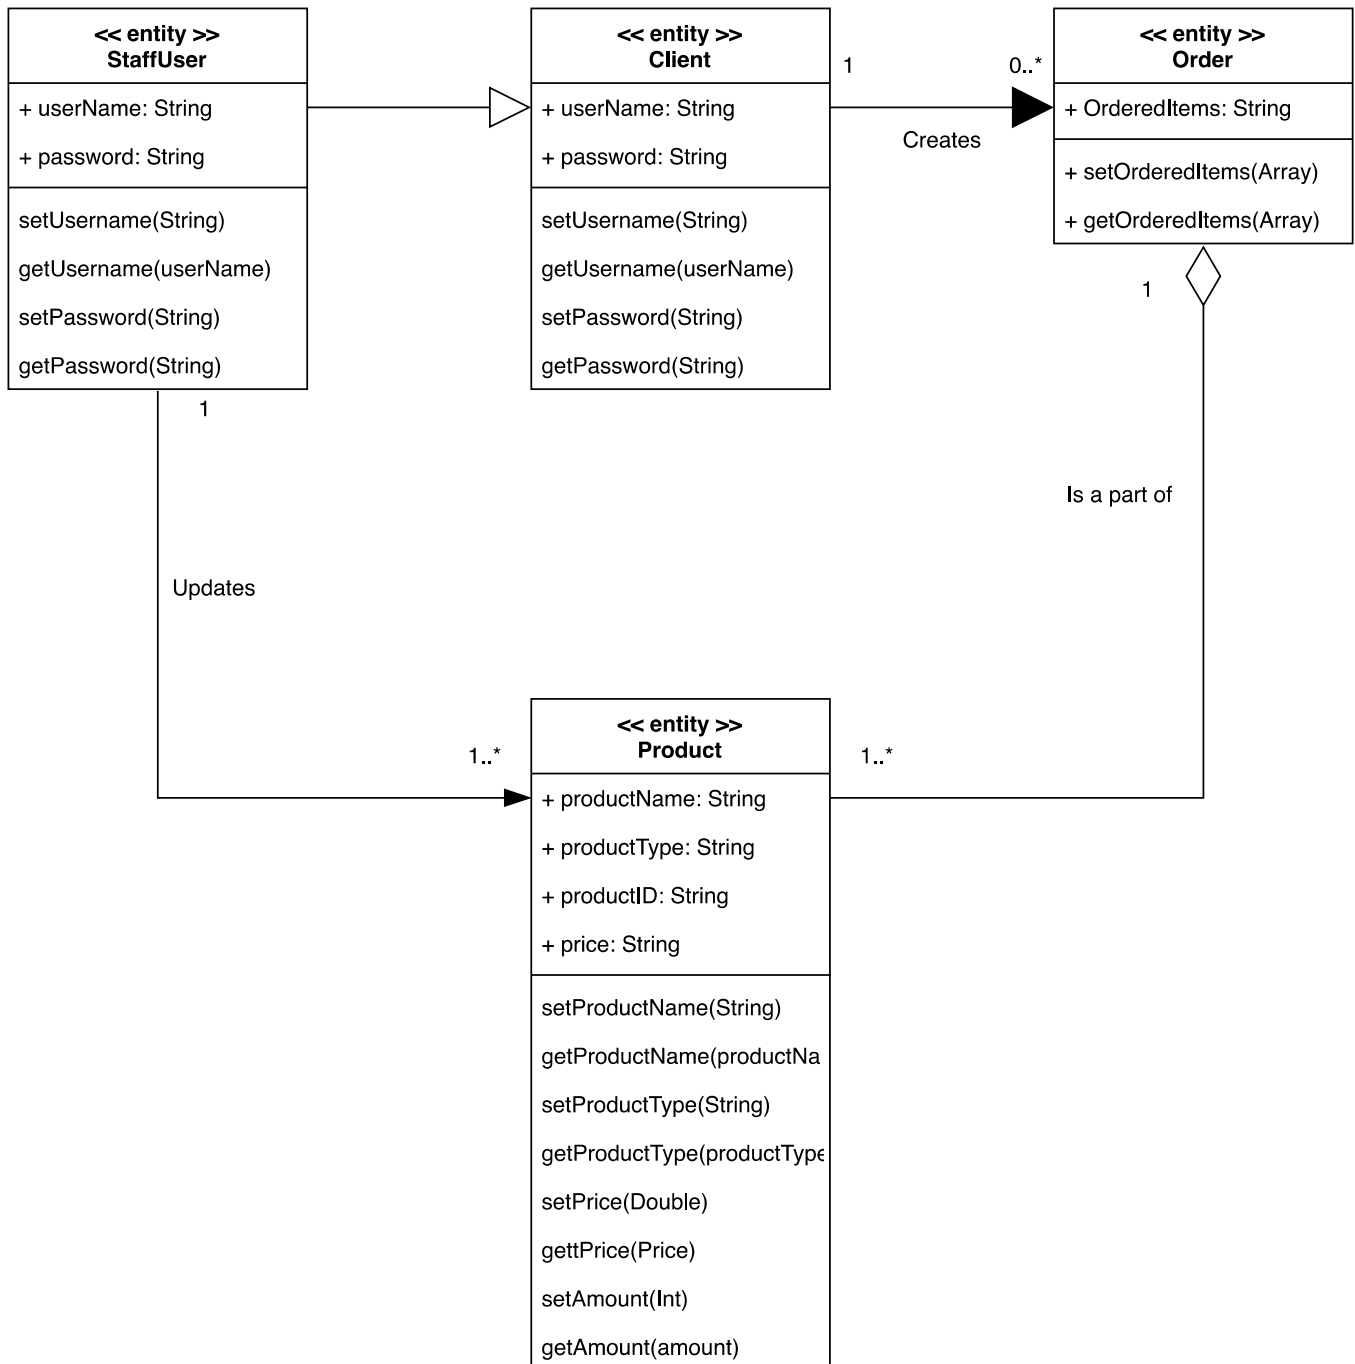 << entity >>
StaffUser
+ userName: String
+ password: String
setUsername(String)
getUsername(userName)
setPassword(String)
getPassword(String)
<< entity >>
Client
+ userName: String
+ password: String
setUsername(String)
getUsername(userName)
setPassword(String)
getPassword(String)
1
0..*
Creates
<< entity >>
Order
+ OrderedItems: String
+ setOrderedItems(Array)
+ getOrderedItems(Array)
1
1
Is a part of
Updates
1..*
1..*
<< entity >>
Product
+ productName: String
+ productType: String
+ productID: String
+ price: String
setProductName(String)
getProductName(productNa
setProductType(String)
getProductType(productType
setPrice(Double)
gettPrice(Price)
setAmount(Int)
getAmount(amount)